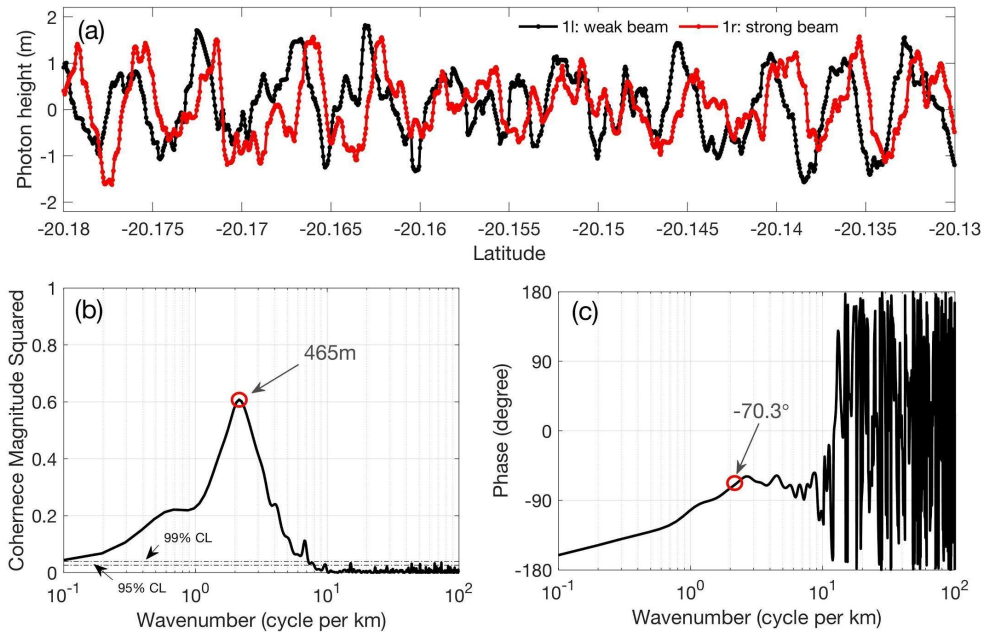 (a)
1l: weak beam 1r: strong beam
Photon height (m)
2
1
0
-1
-2
-20.18 -20.175 -20.17 -20.165 -20.16 -20.155 -20.15 -20.145 -20.14 -20.135 -20.13
Latitude
(b)
465m
Cohernece Magnitude Squared
1
0.8
0.6
0.4
0.2
0
99% CL
95% CL
10-1 100 101 102
Wavenumber (cycle per km)
(c)
-70.3°
Phase (degree)
180
90
0
-90
-180
10-1 100 101 102
Wavenumber (cycle per km)